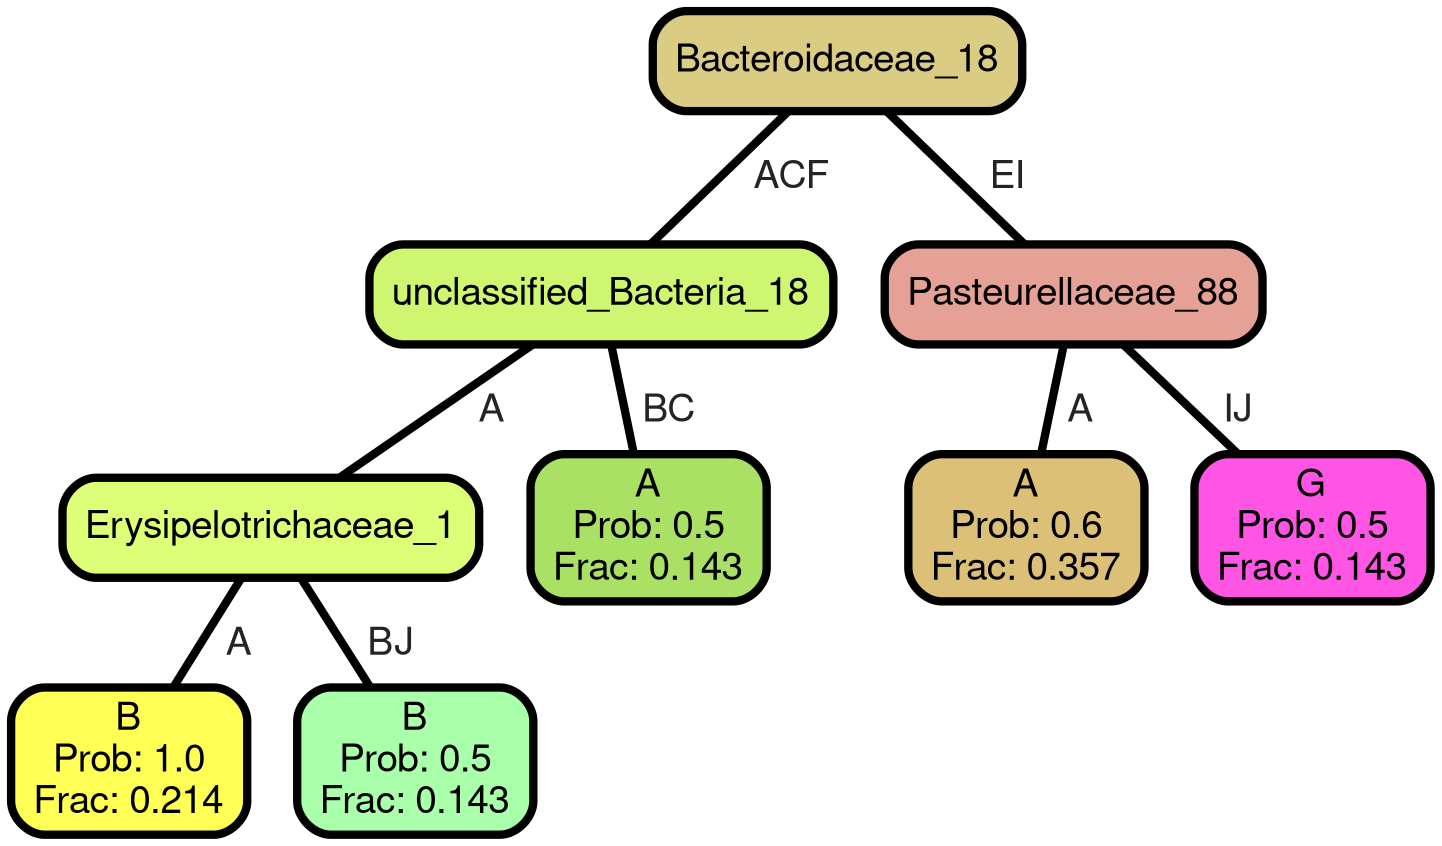 Bacteroidaceae_18
ACF
EI
unclassified_Bacteria_18
Pasteurellaceae_88
A
BC
A
IJ
Erysipelotrichaceae_1
A
Prob: 0.5
Frac: 0.143
A
Prob: 0.6
Frac: 0.357
G
Prob: 0.5
Frac: 0.143
A
BJ
B
Prob: 1.0
Frac: 0.214
B
Prob: 0.5
Frac: 0.143